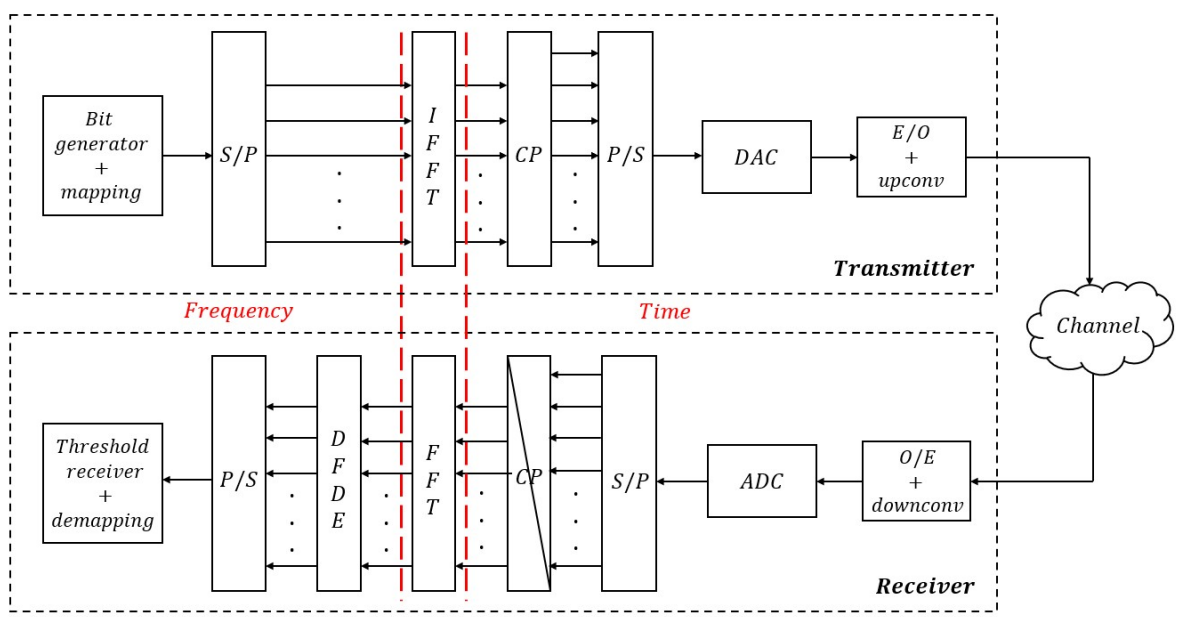 Bit
generator
+
mapping
S/P
I
F
F
T
CP
P/S
DAC
E/O
+
upconv
Transmitter
Frequency
Time
Channel
Threshold
receiver
+
demapping
P/S
D
F
D
E
F
F
T
CP
S/P
ADC
O/E
+
downconv
Receiver